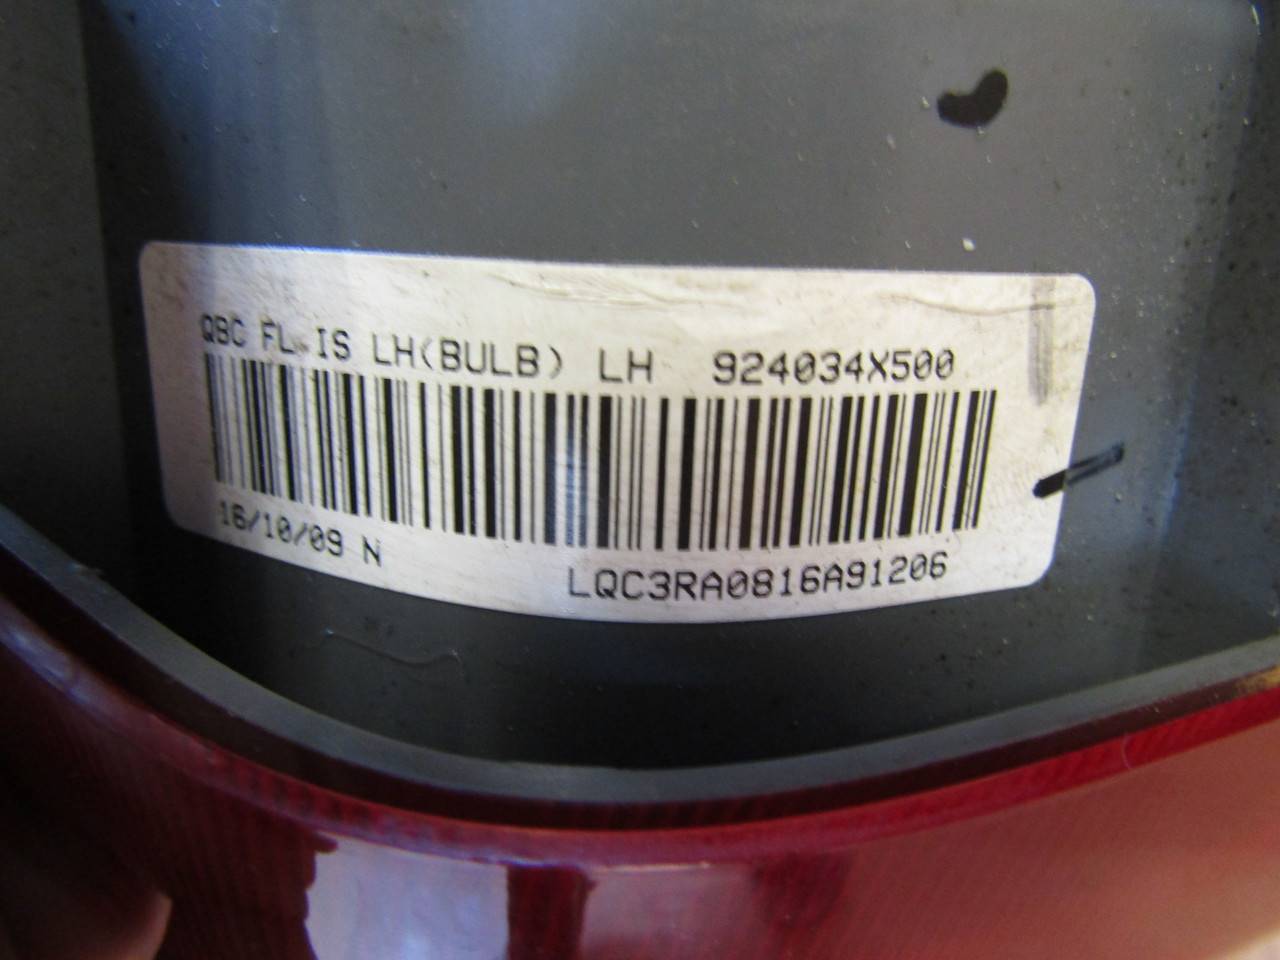 QBC FL IS LH(BULB) LH 924034X500
16/10/09 N
LQC3RA0816A91206